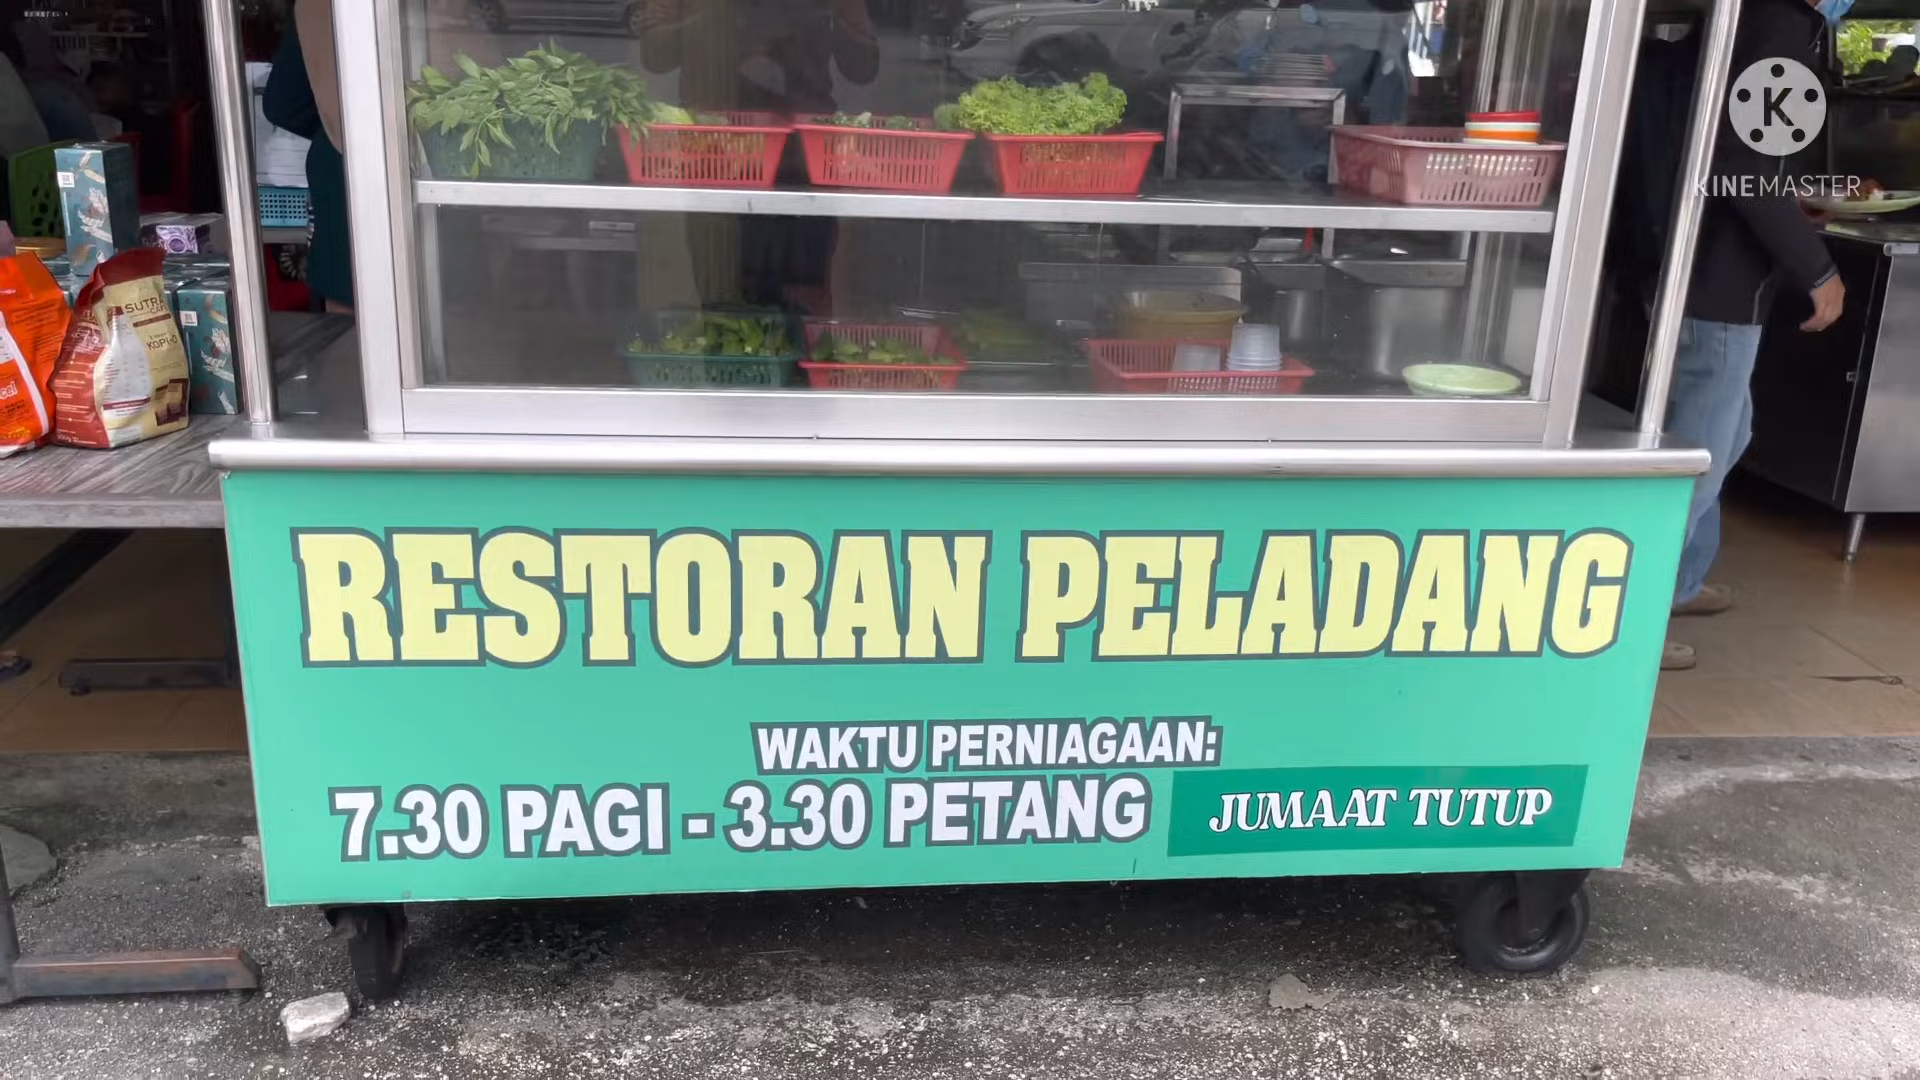 KINEMASTER
SUTRA
KOPI-O
RESTORAN PELADANG
WAKTU PERNIAGAAN:
7.30 PAGI - 3.30 PETANG
JUMAAT TUTUP